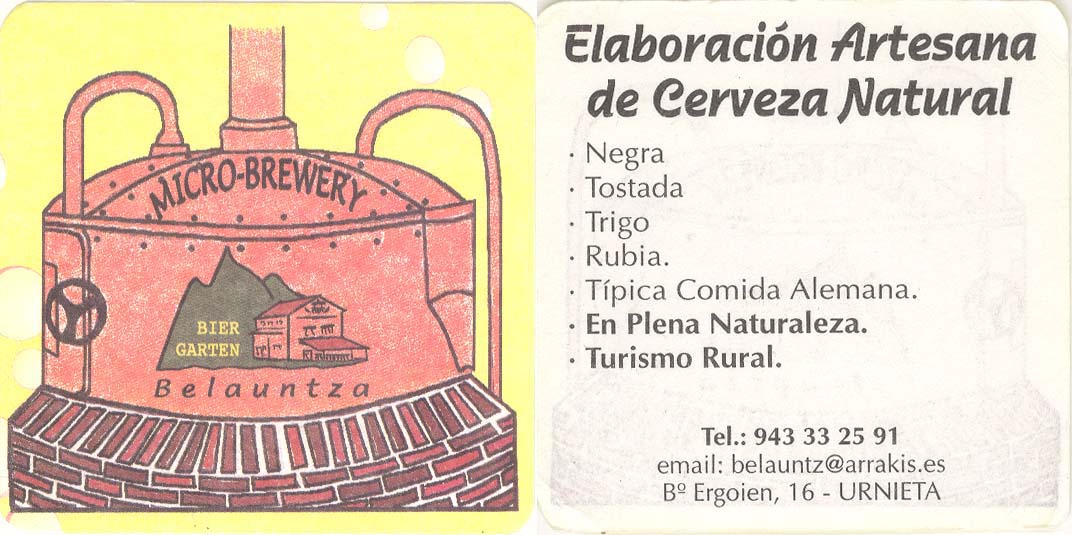 MICRO-BREWERY
BIER
GARTEN
Belauntza
Elaboración Artesana
de Cerveza Natural
· Negra
· Tostada
· Trigo
· Rubia.
· Típica Comida Alemana.
· En Plena Naturaleza.
· Turismo Rural.
Tel.: 943 33 25 91
email: belauntz@arrakis.es
Bº Ergoien, 16 - URNIETA